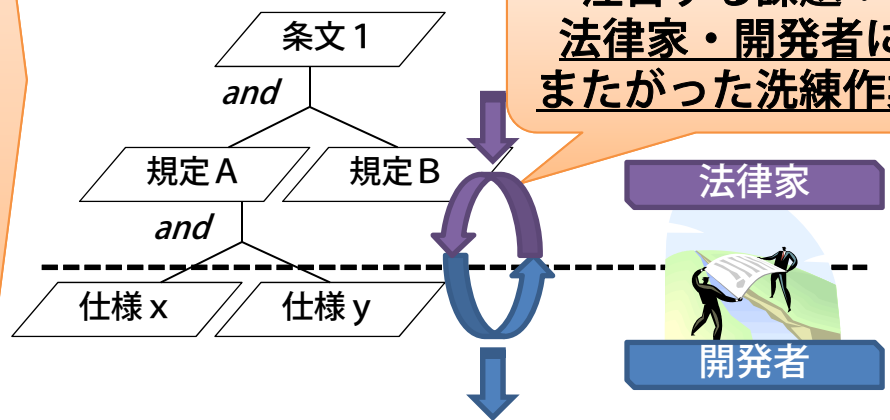 法律家・開発者に
またがった洗練作
条文１
and
規定Ａ
規定Ｂ
法律家
and
仕様ｘ
仕様ｙ
開発者